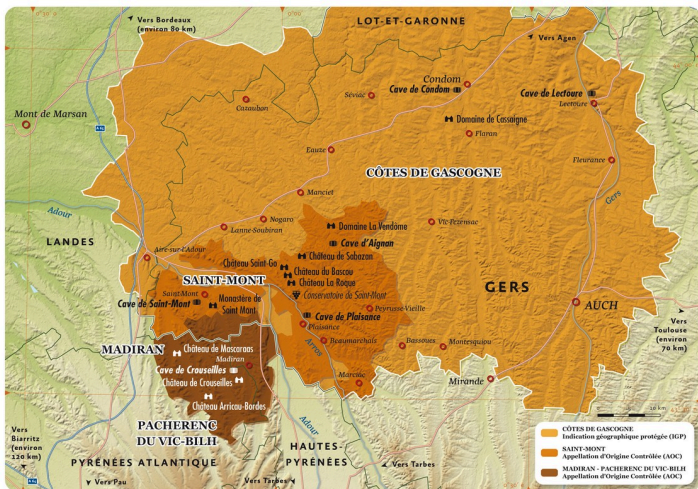 Vers Bordeaux
(environ 80 km)
LOT-ET-GARONNE
Vers Agen
Condom
Cave de Condom
Séviac
Cave de Lectoure
Lectoure
Cazaubon
Mont de Marsan
Domaine de Cassaigne
Flaran
Eauze
Fleurance
CÔTES DE GASCOGNE
Gers
Manciet
Adour
Nogaro
Lanne-Soubiran
Domaine La Vendome
Vic-Fezensac
LANDES
Cave d'Aignan
Aire-sur-l'Adour
Château de Sabazan
Château Saint-Go
Château du Bascou
SAINT-MONT
Château La Roque
GERS
Saint Mont
Conservatoire de Saint-Mont
Cave de Saint-Mont
Monastère de
Saint Mont
AUCH
Peyrusse-Vieille
Cave de Plaisance
Plaisance
Vers
Toulouse
(environ
70 km)
Beaumarchais
Bassoues
Montesquiou
MADIRAN
Château de Mascaraas
Madiran
Arros
Cave de Crouseilles
Château de Crouseilles
Marciac
Mirande
Château Arricau-Bordes
PACHERENC
DU VIC-BILH
Adour
10 km
Vers
Biarritz
(environ
120 km)
HAUTES-
PYRÉNÉES
PYRÉNÉES ATLANTIQUE
Vers Tarbes
Vers Pau
Vers Tarbes
CÔTES DE GASCOGNE
Indication géographique protégée (IGP)
SAINT-MONT
Appellation d'Origine Contrôlée (AOC)
MADIRAN - PACHERENC DU VIC-BILH
Appellation d'Origine Contrôlée (AOC)